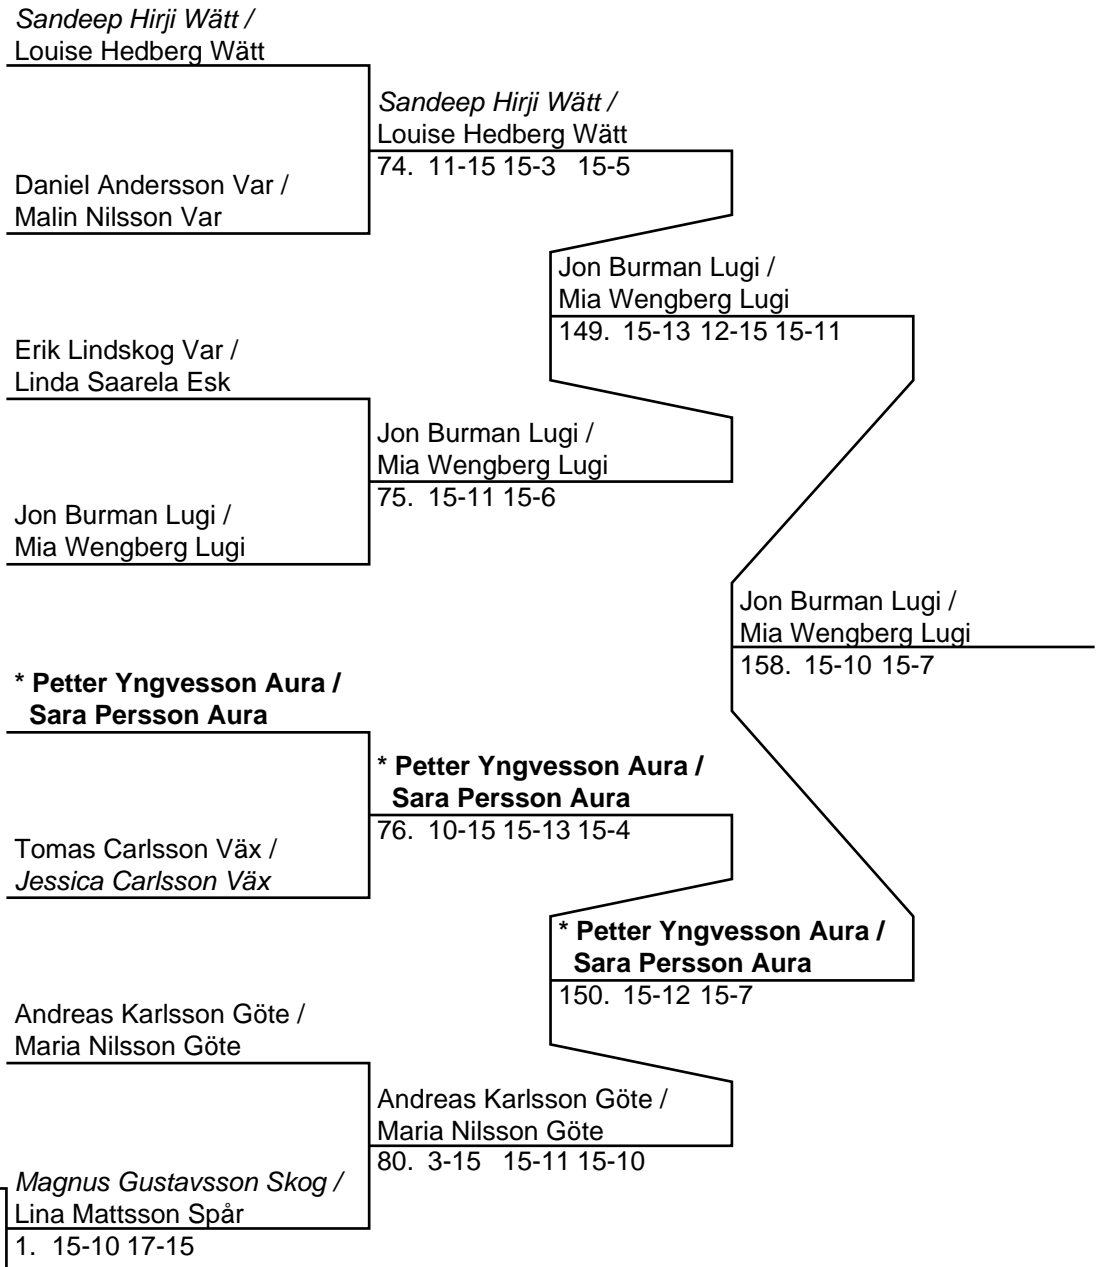 Sandeep Hirji Wätt /
Louise Hedberg Wätt
Sandeep Hirji Wätt /
Louise Hedberg Wätt
74. 11-15 15-3 15-5
Daniel Andersson Var /
Malin Nilsson Var
Jon Burman Lugi /
Mia Wengberg Lugi
149. 15-13 12-15 15-11
Erik Lindskog Var /
Linda Saarela Esk
Jon Burman Lugi /
Mia Wengberg Lugi
75. 15-11 15-6
Jon Burman Lugi /
Mia Wengberg Lugi
Jon Burman Lugi /
Mia Wengberg Lugi
158. 15-10 15-7
* Petter Yngvesson Aura /
Sara Persson Aura
* Petter Yngvesson Aura /
Sara Persson Aura
76. 10-15 15-13 15-4
Tomas Carlsson Väx /
Jessica Carlsson Väx
* Petter Yngvesson Aura /
Sara Persson Aura
150. 15-12 15-7
Andreas Karlsson Göte /
Maria Nilsson Göte
Andreas Karlsson Göte /
Maria Nilsson Göte
80. 3-15 15-11 15-10
Magnus Gustavsson Skog /
Lina Mattsson Spår
1. 15-10 17-15